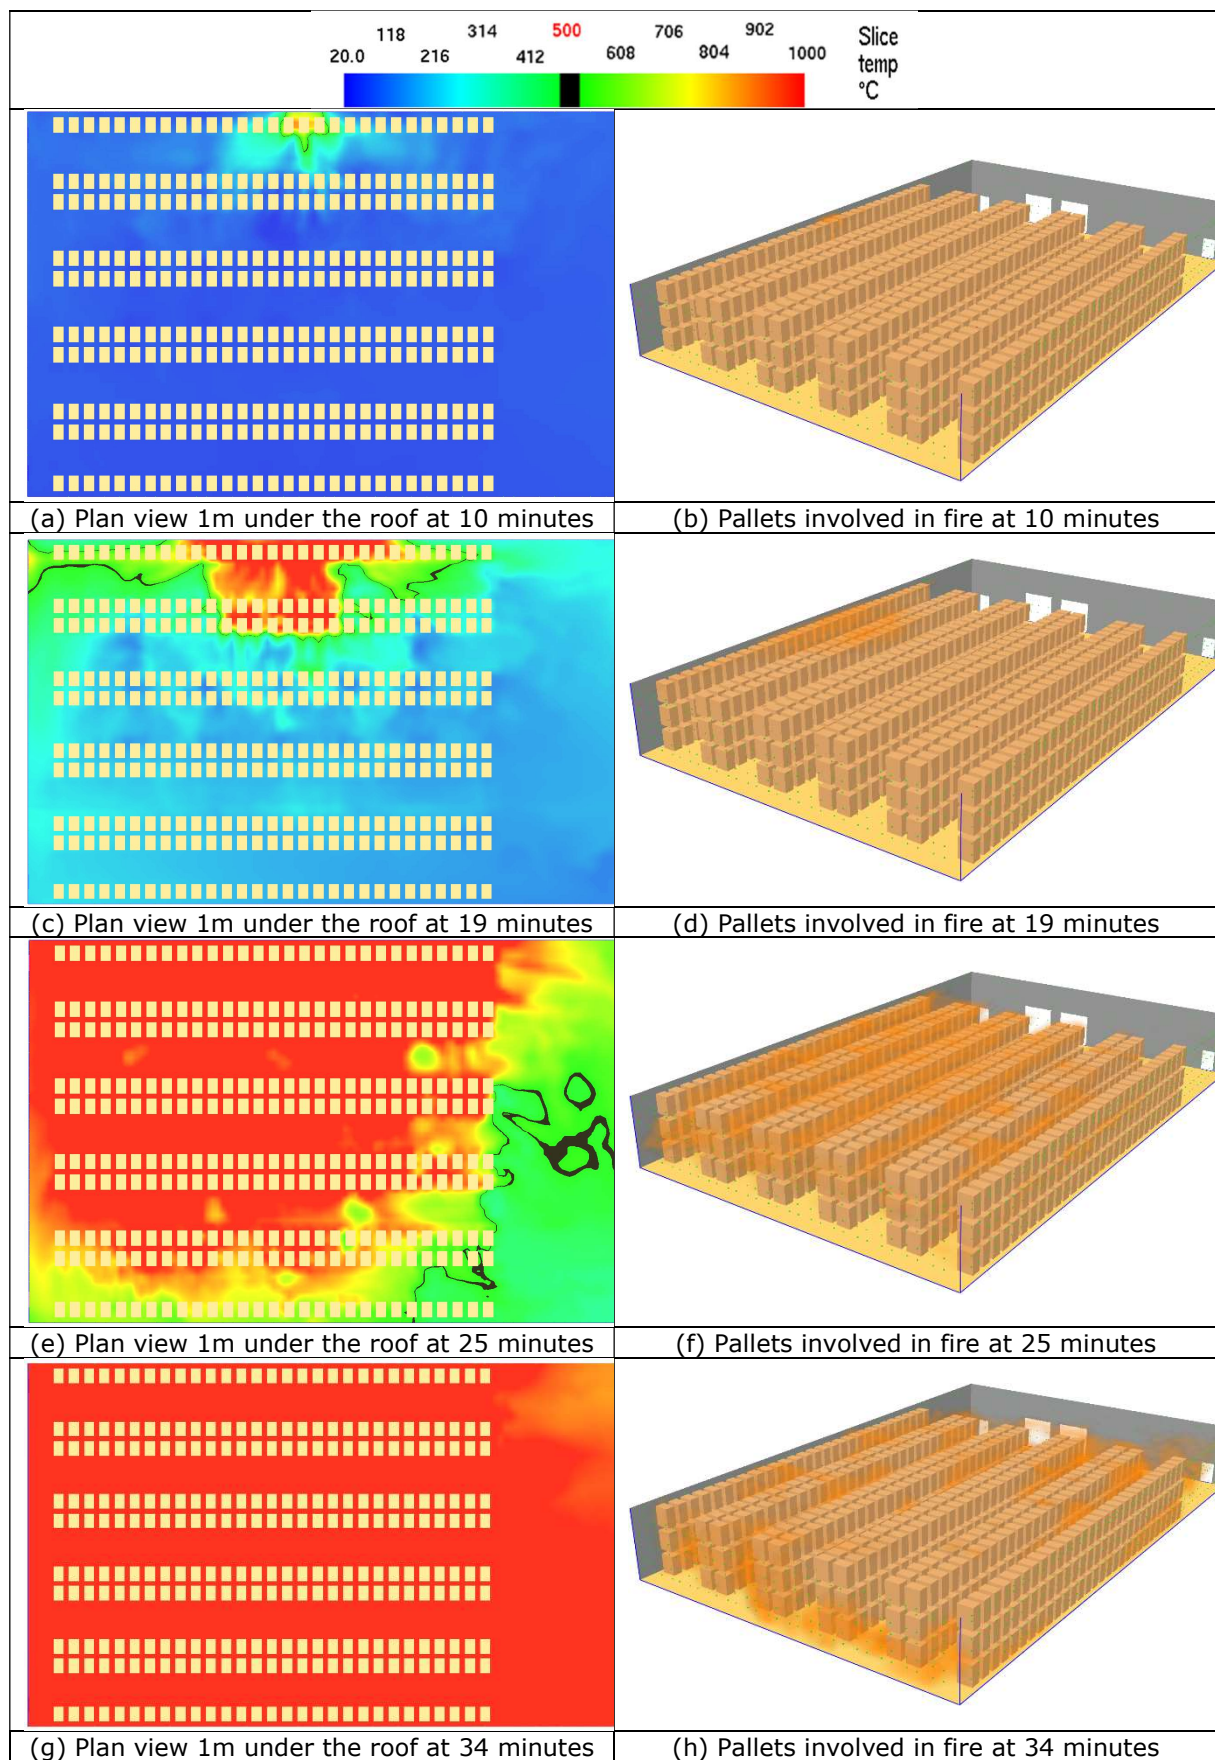 118 314 500 706 902
20.0 216 412 608 804 1000
Slice
temp
°C
(a) Plan view 1m under the roof at 10 minutes
(b) Pallets involved in fire at 10 minutes
(c) Plan view 1m under the roof at 19 minutes
(d) Pallets involved in fire at 19 minutes
(e) Plan view 1m under the roof at 25 minutes
(f) Pallets involved in fire at 25 minutes
(g) Plan view 1m under the roof at 34 minutes
(h) Pallets involved in fire at 34 minutes